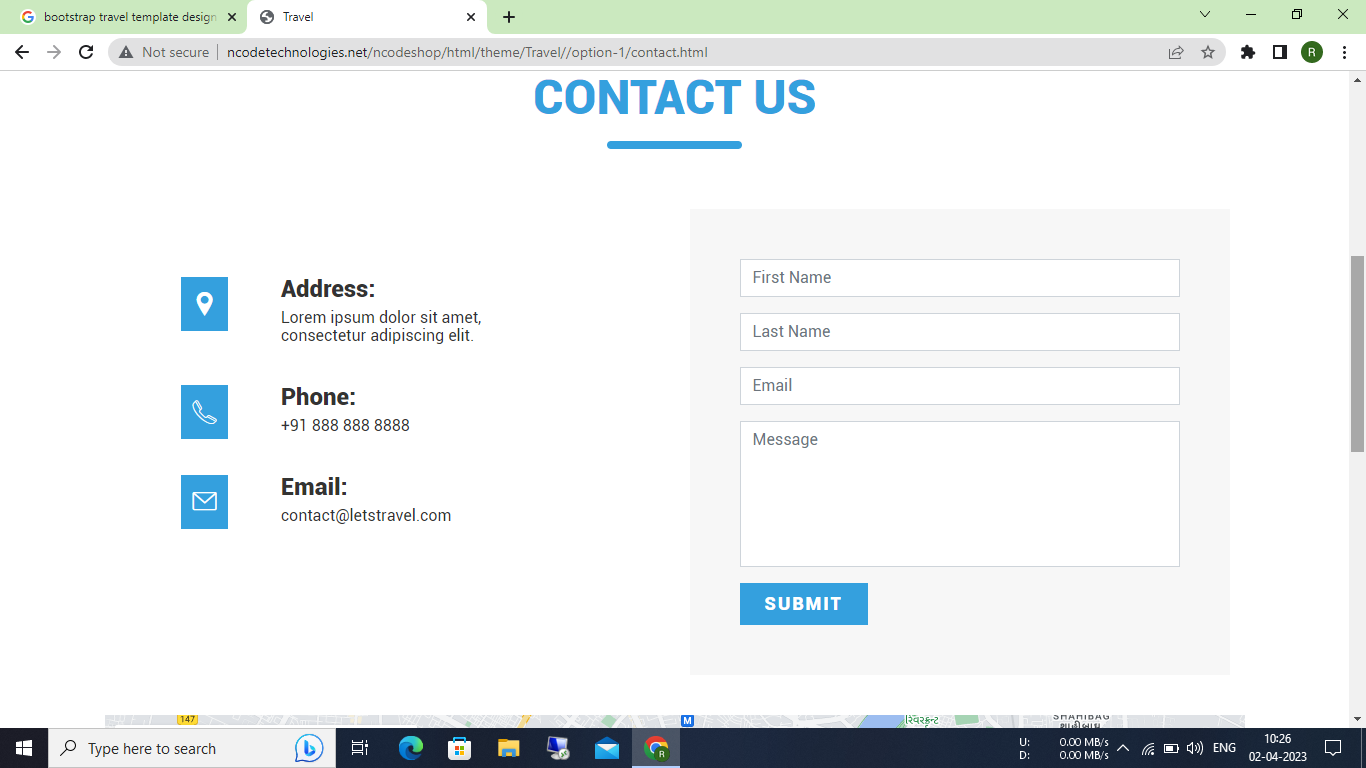 bootstrap travel template design
Travel
Not secure
ncodetechnologies.net/ncodeshop/html/theme/Travel//option-1/contact.html
R
CONTACT US
Address:
Lorem ipsum dolor sit amet,
consectetur adipiscing elit.
Phone:
+91 888 888 8888
Email:
contact@letstravel.com
First Name
Last Name
Email
Message
SUBMIT
147
M
રિવરફ્રન્ટ
SHAHIBAG
શાહીબાગ
Type here to search
R
U: 0.00 MB/s
D: 0.00 MB/s
ENG
10:26
02-04-2023